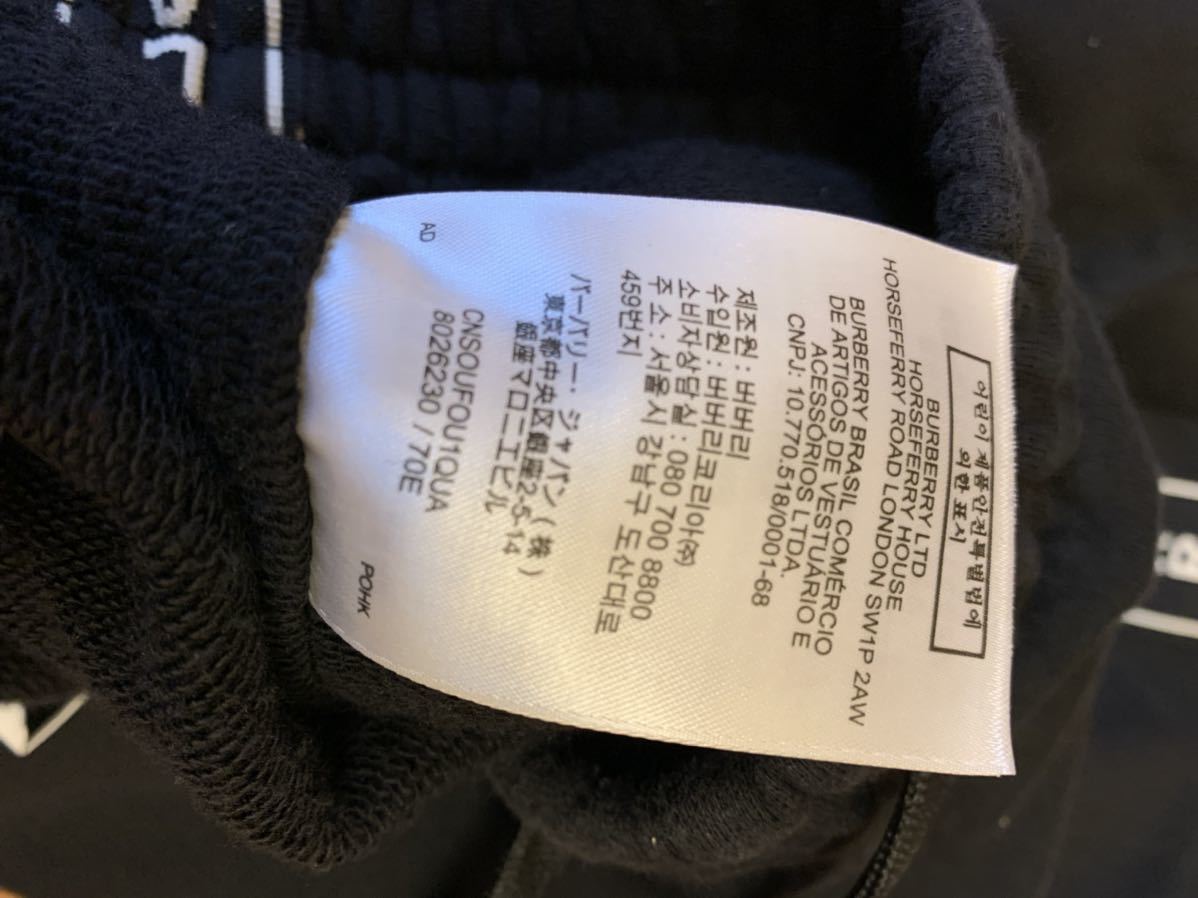 어린이 제품안전특별법에
의한 표시
BURBERRY LTD
HORSEFERRY HOUSE
HORSEFERRY ROAD LONDON SW1P 2AW
BURBERRY BRASIL COMÉRCIO
DE ARTIGOS DE VESTUÁRIO E
ACESSÓRIOS LTDA.
CNPJ: 10.770.518/0001-68
제조원 : 버버리
수입원 : 버버리코리아(주)
소비자상담실 : 080 700 8800
주 소 : 서울시 강남구 도산대로
459번지
バーバリー・ジャパン(株)
東京都中央区銀座2-5-14
銀座マロニエビル
CNSOUFOU1QUA
8026230 / 70E
AD
POHK